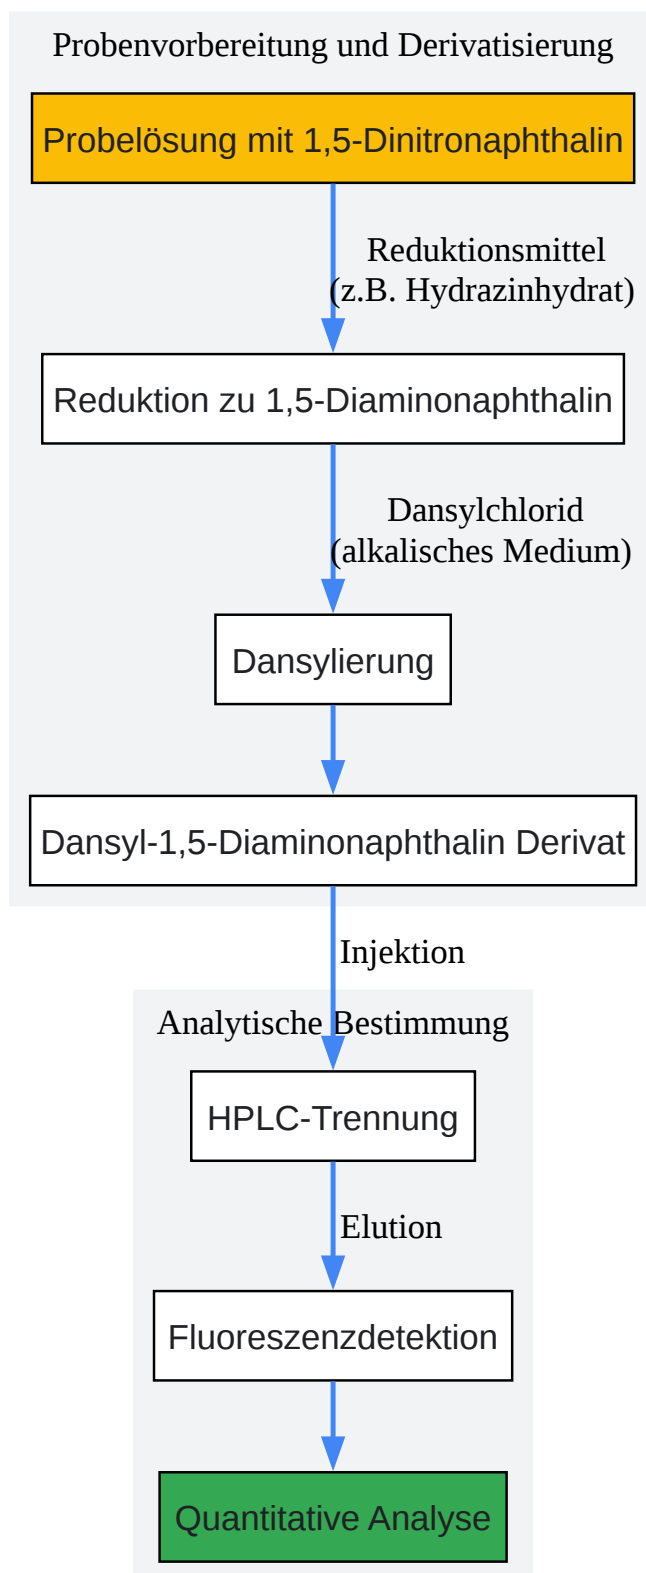 Probenvorbereitung und Derivatisierung
Probelösung mit 1,5-Dinitronaphthalin
Reduktionsmittel
(z.B. Hydrazinhydrat)
Reduktion zu 1,5-Diaminonaphthalin
Dansylchlorid
(alkalisches Medium)
Dansylierung
Dansyl-1,5-Diaminonaphthalin Derivat
Injektion
Analytische Bestimmung
HPLC-Trennung
Elution
Fluoreszenzdetektion
Quantitative Analyse